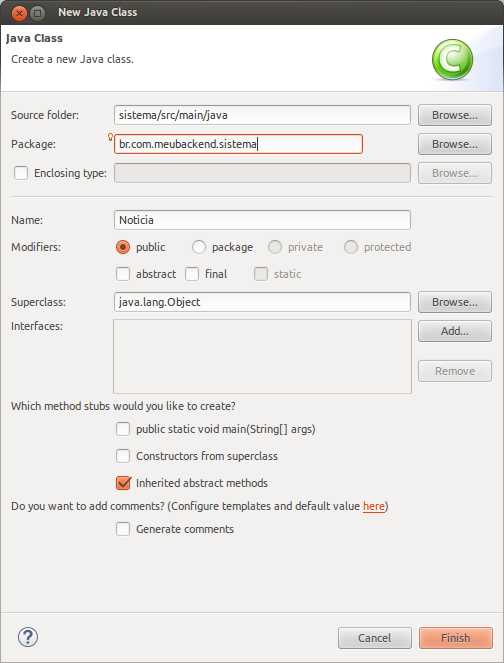 New Java Class
Java Class
Create a new Java class.
C
Source folder: sistema/src/main/java Browse...
Package: br.com.meubackend.sistema Browse...
Enclosing type: Browse...
Name: Noticia
Modifiers: public package private protected
abstract final static
Superclass: java.lang.Object Browse...
Interfaces: Add...
Remove
Which method stubs would you like to create?
public static void main(String[] args)
Constructors from superclass
Inherited abstract methods
Do you want to add comments? (Configure templates and default value here)
Generate comments
? Cancel Finish